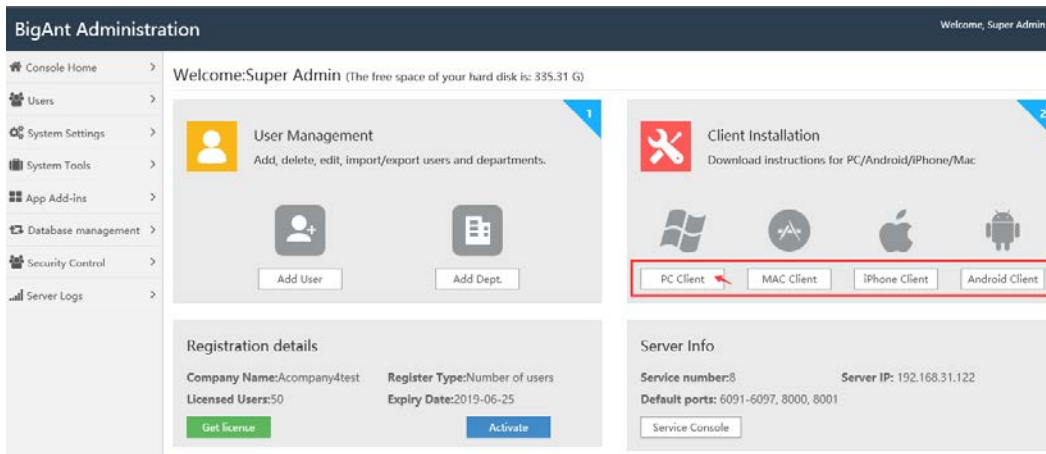 BigAnt Administration
Welcome, Super Admin
Console Home
Users
System Settings
System Tools
App Add-ins
Database management
Security Control
Server Logs
Welcome:Super Admin (The free space of your hard disk is: 335.31 G)
1
User Management
Add, delete, edit, import/export users and departments.
Add User
Add Dept.
2
Client Installation
Download instructions for PC/Android/iPhone/Mac
PC Client
MAC Client
iPhone Client
Android Client
Registration details
Company Name:Acompany4test
Register Type:Number of users
Licensed Users:50
Expiry Date:2019-06-25
Get license
Activate
Server Info
Service number:8
Server IP: 192.168.31.122
Default ports: 6091-6097, 8000, 8001
Service Console